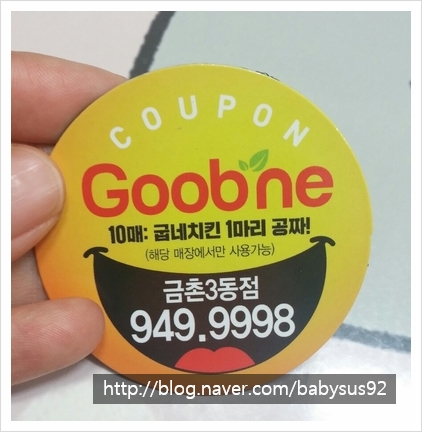 COUPON
Goobne
10매: 굽네치킨 1마리 공짜!
(해당 매장에서만 사용가능)
금촌3동점
949.9998
http://blog.naver.com/babysus92